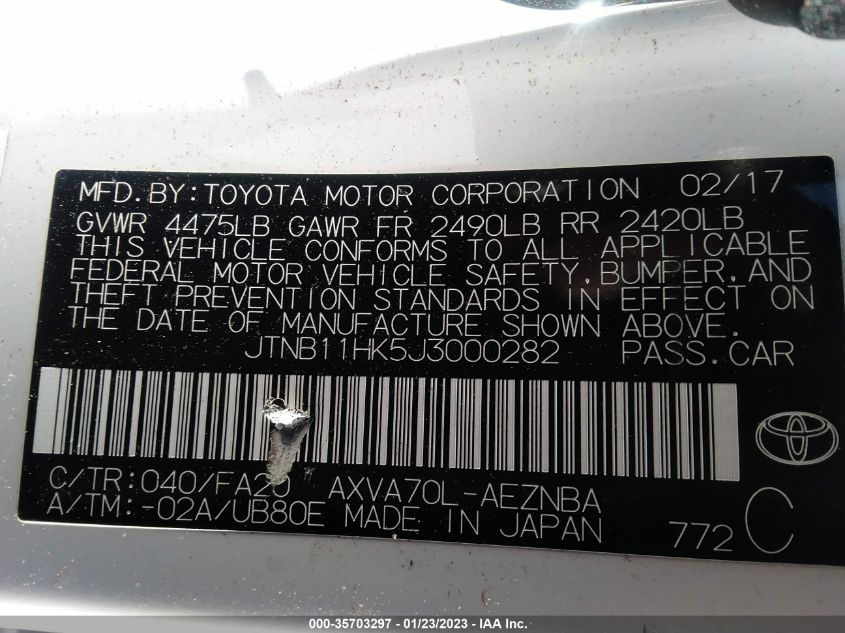 MFD.BY:TOYOTA MOTOR CORPORATION 02/17
GVWR 4475LB GAWR FR 2490LB RR 2420LB
THIS VEHICLE CONFORMS TO ALL APPLICABLE
FEDERAL MOTOR VEHICLE SAFETY,BUMPER,AND
THEFT PREVENTION STANDARDS IN EFFECT ON
THE DATE OF MANUFACTURE SHOWN ABOVE.
JTNB11HK5J3000282 PASS.CAR
C/TR:040/FA20 AXVA70L-AEZNBA
A/TM:-02A/UB80E MADE IN JAPAN 772 C
000-35703297 - 01/23/2023 - IAA Inc.